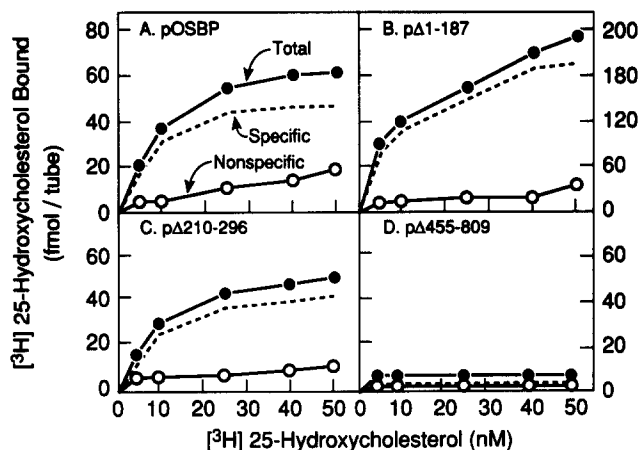 [³H] 25-Hydroxycholesterol Bound
(fmol / tube)
A. pOSBP
Total
Specific
Nonspecific
80
60
40
20
0
B. pΔ1-187
240
180
120
60
0
C. pΔ210-296
60
40
20
0
0 10 20 30 40 50
D. pΔ455-809
60
40
20
0
0 10 20 30 40 50
[³H] 25-Hydroxycholesterol (nM)